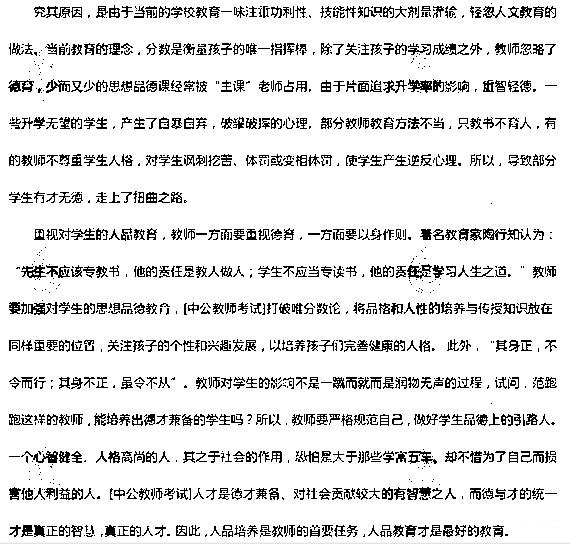 究其原因，是由于当前的学校教育一味注重功利性、技能性知识的大剂量灌输，轻忽人文教育的
做法。当前教育的理念，分数是衡量孩子的唯一指挥棒，除了关注孩子的学习成绩之外，教师忽略了
德育，少而又少的思想品德课经常被“主课”老师占用。由于片面追求升学率的影响，重智轻德。一
些升学无望的学生，产生了自暴自弃，破罐破摔的心理。部分教师教育方法不当，只教书不育人，有
的教师不尊重学生人格，对学生讽刺挖苦、体罚或变相体罚，使学生产生逆反心理。所以，导致部分
学生有才无德，走上了扭曲之路。
重视对学生的人品教育，教师一方面要重视德育，一方面要以身作则。著名教育家陶行知认为：
“先生不应该专教书，他的责任是教人做人；学生不应当专读书，他的责任是学习人生之道。”教师
要加强对学生的思想品德教育，[中公教师考试]打破唯分数论，将品格和人性的培养与传授知识放在
同样重要的位置，关注孩子的个性和兴趣发展，以培养孩子们完善健康的人格。 此外，“其身正，不
令而行；其身不正，虽令不从”。教师对学生的影响不是一蹴而就而是润物无声的过程，试问，范跑
跑这样的教师，能培养出德才兼备的学生吗？所以，教师要严格规范自己，做好学生品德上的引路人。
一个心智健全、人格高尚的人，其之于社会的作用，恐怕是大于那些学富五车、却不惜为了自己而损
害他人利益的人。[中公教师考试]人才是德才兼备、对社会贡献较大的有智慧之人，而德与才的统一
才是真正的智慧，真正的人才。因此，人品培养是教师的首要任务，人品教育才是最好的教育。